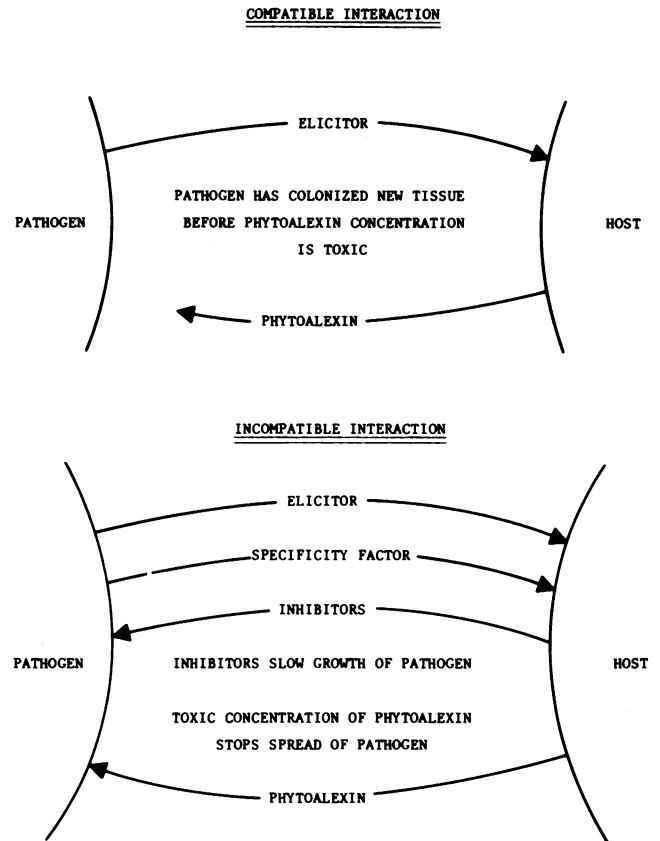 COMPATIBLE INTERACTION
ELICITOR
PATHOGEN HAS COLONIZED NEW TISSUE
PATHOGEN BEFORE PHYTOALEXIN CONCENTRATION HOST
IS TOXIC
PHYTOALEXIN
INCOMPATIBLE INTERACTION
ELICITOR
SPECIFICITY FACTOR
INHIBITORS
PATHOGEN INHIBITORS SLOW GROWTH OF PATHOGEN HOST
TOXIC CONCENTRATION OF PHYTOALEXIN
STOPS SPREAD OF PATHOGEN
PHYTOALEXIN